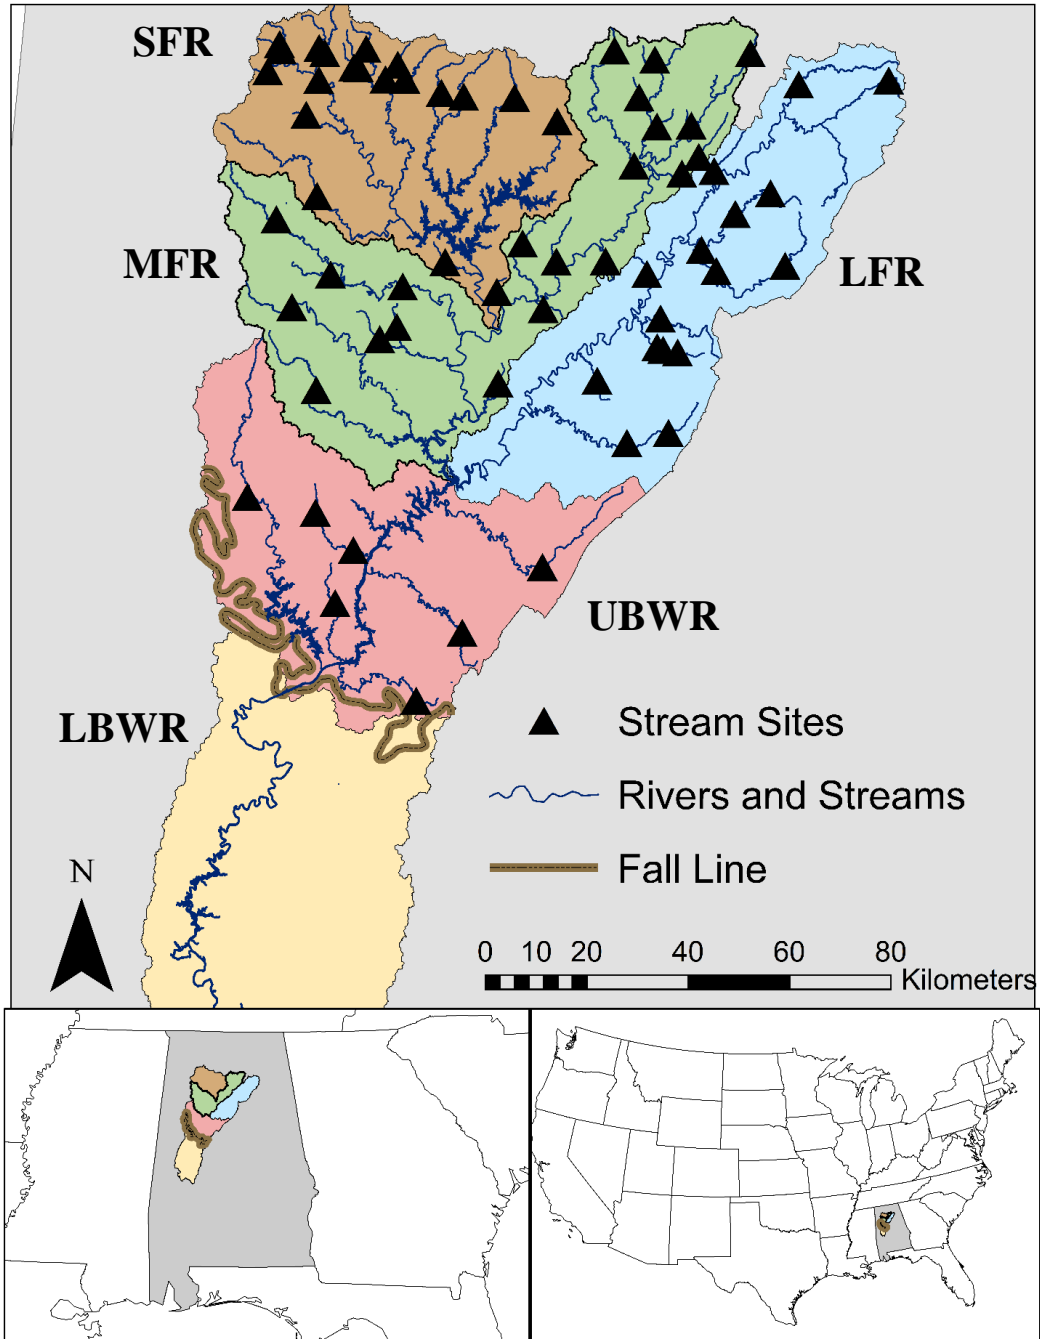 SFR
MFR
LFR
UBWR
LBWR
Stream Sites
Rivers and Streams
Fall Line
N
0 10 20 40 60 80
Kilometers